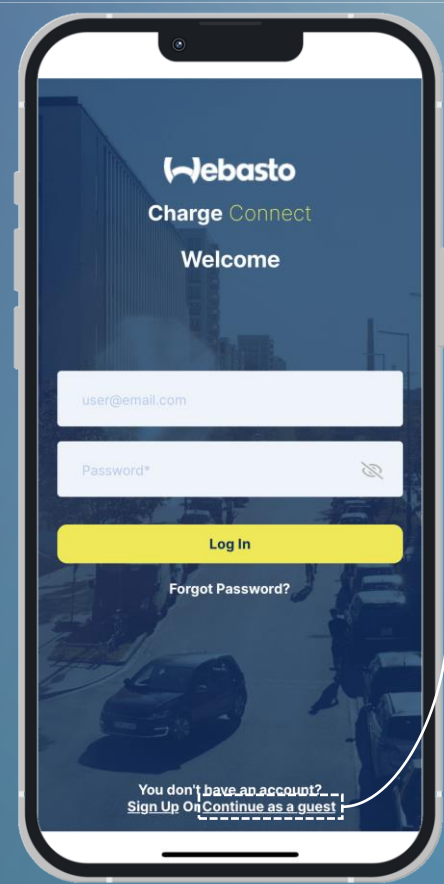 Webasto
Charge Connect
Welcome
user@email.com
Password*
Log In
Forgot Password?
You don't have an account?
Sign Up Or Continue as a guest